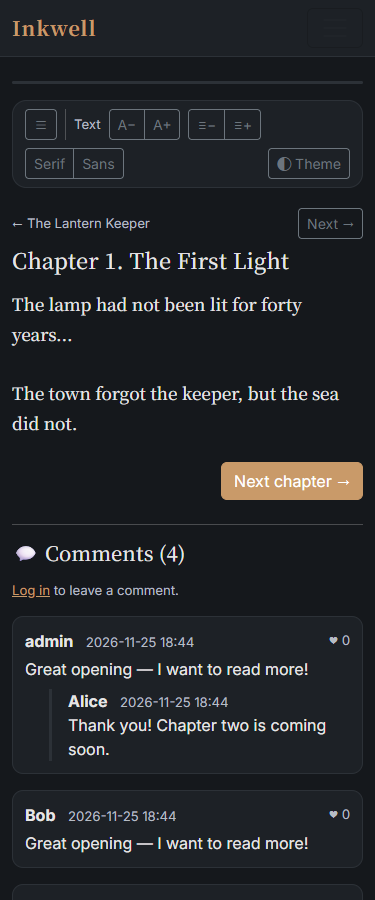 Inkwell
Text A− A+ ≡− ≡+
Serif Sans Theme
← The Lantern Keeper Next →
Chapter 1. The First Light
The lamp had not been lit for forty
years...
The town forgot the keeper, but the sea
did not.
Next chapter →
Comments (4)
Log in to leave a comment.
admin 2026-11-25 18:44 0
Great opening — I want to read more!
Alice 2026-11-25 18:44
Thank you! Chapter two is coming
soon.
Bob 2026-11-25 18:44 0
Great opening — I want to read more!